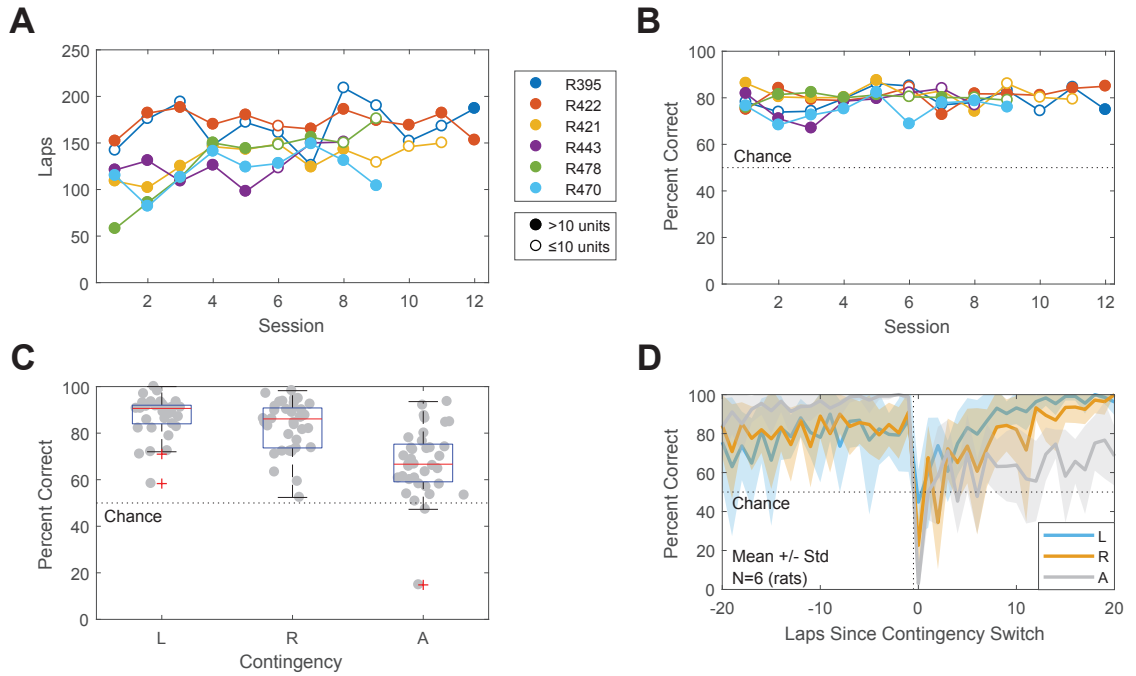 A
250
200
150
100
50
0
Laps
2
4
6
8
10
12
Session
R395
R422
R421
R443
R478
R470
>10 units
≤10 units
B
100
80
60
40
20
0
Percent Correct
Chance
2
4
6
8
10
12
Session
C
100
80
60
40
20
0
Percent Correct
Chance
L
R
A
Contingency
D
100
80
60
40
20
0
Percent Correct
Chance
Mean +/- Std
N=6 (rats)
L
R
A
-20
-10
0
10
20
Laps Since Contingency Switch